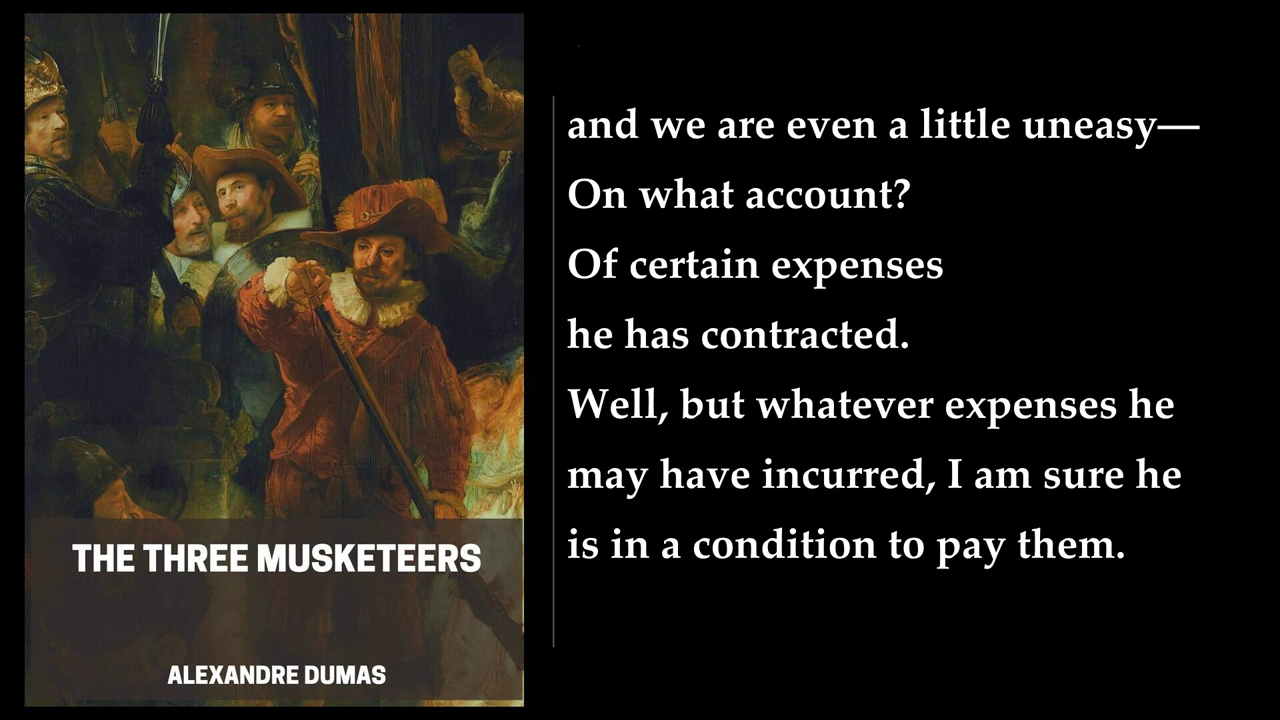 THE THREE MUSKETEERS
ALEXANDRE DUMAS
and we are even a little uneasy—
On what account?
Of certain expenses
he has contracted.
Well, but whatever expenses he
may have incurred, I am sure he
is in a condition to pay them.